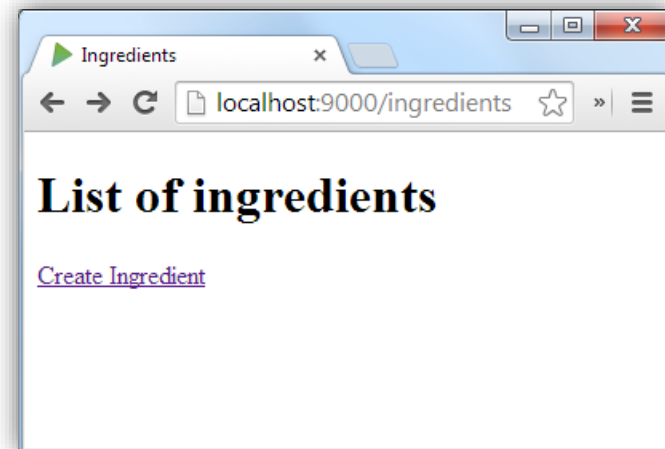 Ingredients
localhost:9000/ingredients
List of ingredients
Create Ingredient